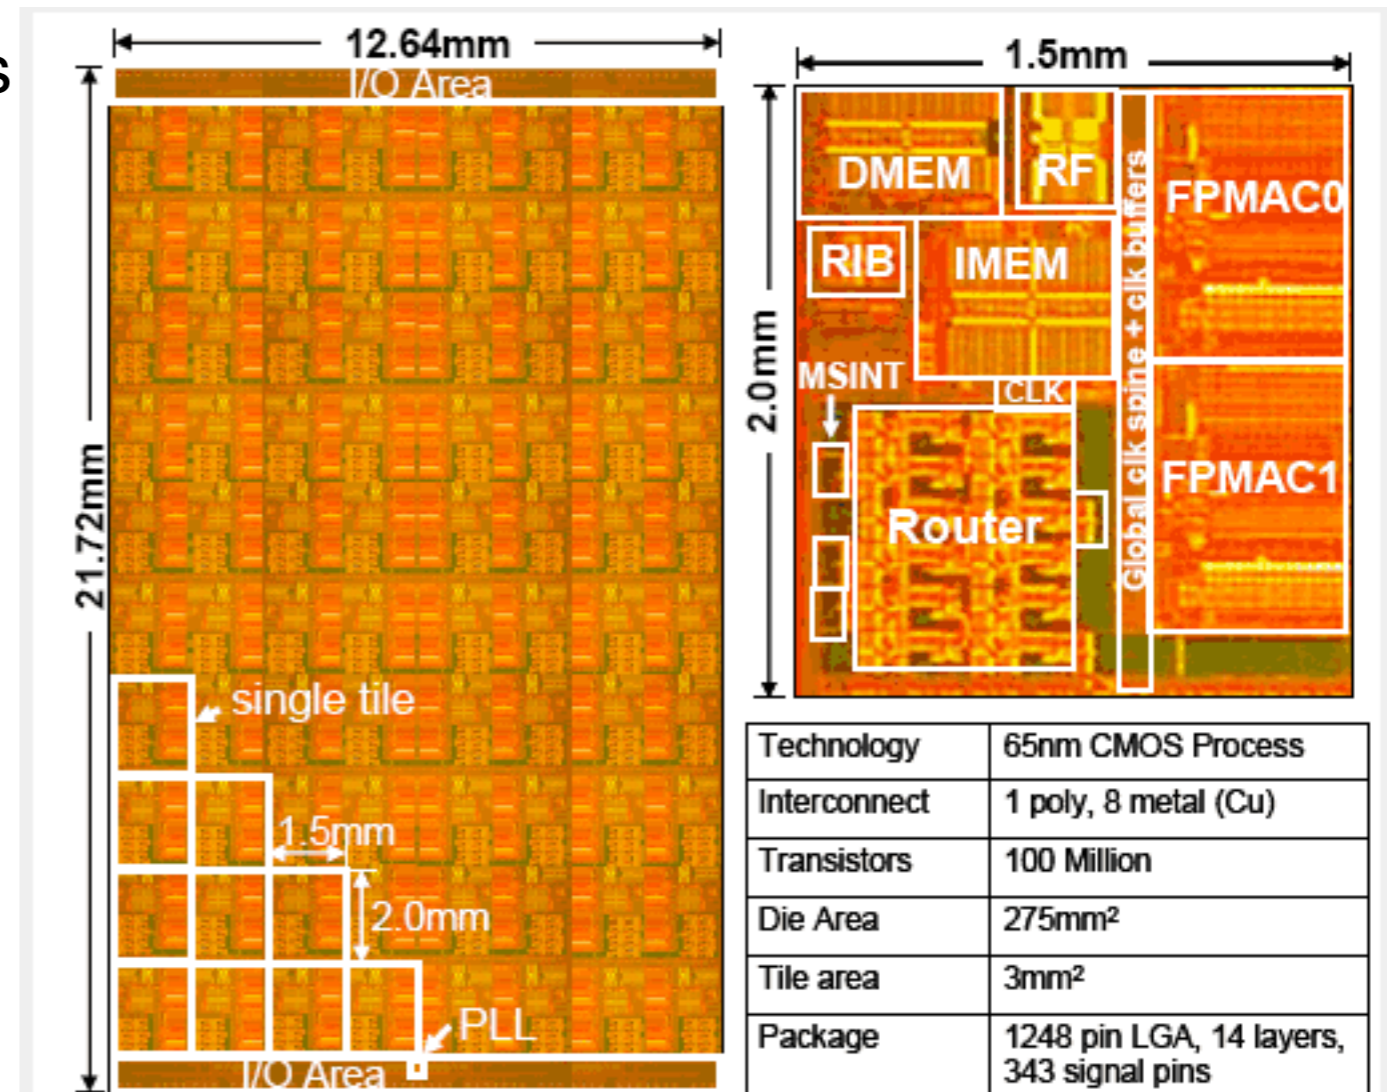 s
12.64mm
I/O Area
21.72mm
single tile
1.5mm
2.0mm
PLL
I/O Area
1.5mm
2.0mm
DMEM
RF
FPMAC0
RIB
IMEM
MSINT
CLK
Global clk spine + clk buffers
Router
FPMAC1
Technology 65nm CMOS Process
Interconnect 1 poly, 8 metal (Cu)
Transistors 100 Million
Die Area 275mm²
Tile area 3mm²
Package 1248 pin LGA, 14 layers,
343 signal pins